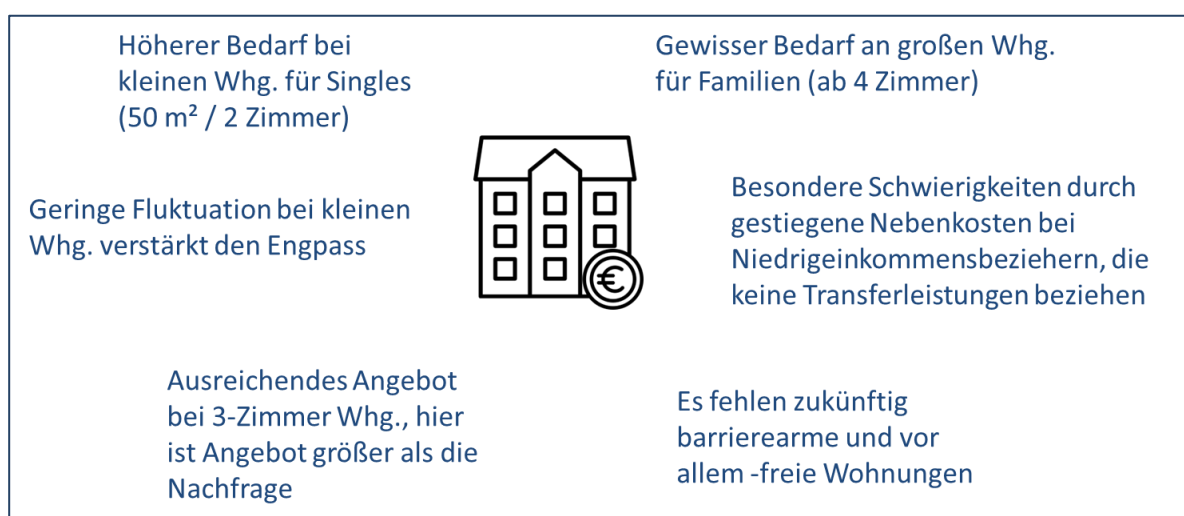 Höherer Bedarf bei
kleinen Whg. für Singles
(50 m² / 2 Zimmer)
Gewisser Bedarf an großen Whg.
für Familien (ab 4 Zimmer)
Geringe Fluktuation bei kleinen
Whg. verstärkt den Engpass
Besondere Schwierigkeiten durch
gestiegene Nebenkosten bei
Niedrigeinkommensbeziehern, die
keine Transferleistungen beziehen
€
Ausreichendes Angebot
bei 3-Zimmer Whg., hier
ist Angebot größer als die
Nachfrage
Es fehlen zukünftig
barrierearme und vor
allem -freie Wohnungen